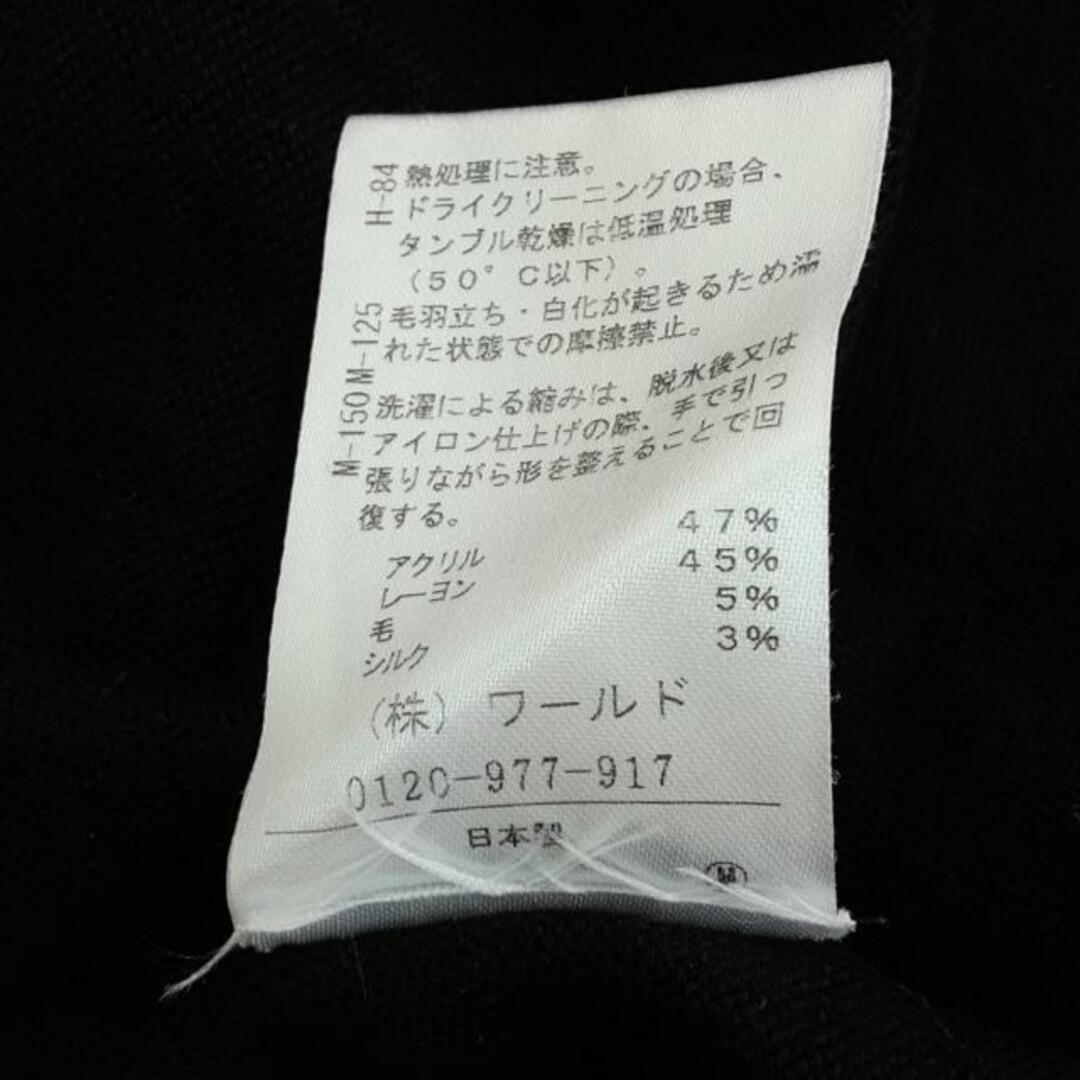 H-84
熱処理に注意。
ドライクリーニングの場合、
タンブル乾燥は低温処理
(50°C以下)。
M-125
毛羽立ち・白化が起きるため濡
れた状態での摩擦禁止。
M-150
洗濯による縮みは、脱水後又は
アイロン仕上げの際、手で引っ
張りながら形を整えることで回
復する。
アクリル 47%
レーヨン 45%
毛 5%
シルク 3%
(株) ワールド
0120-977-917
日本製
M